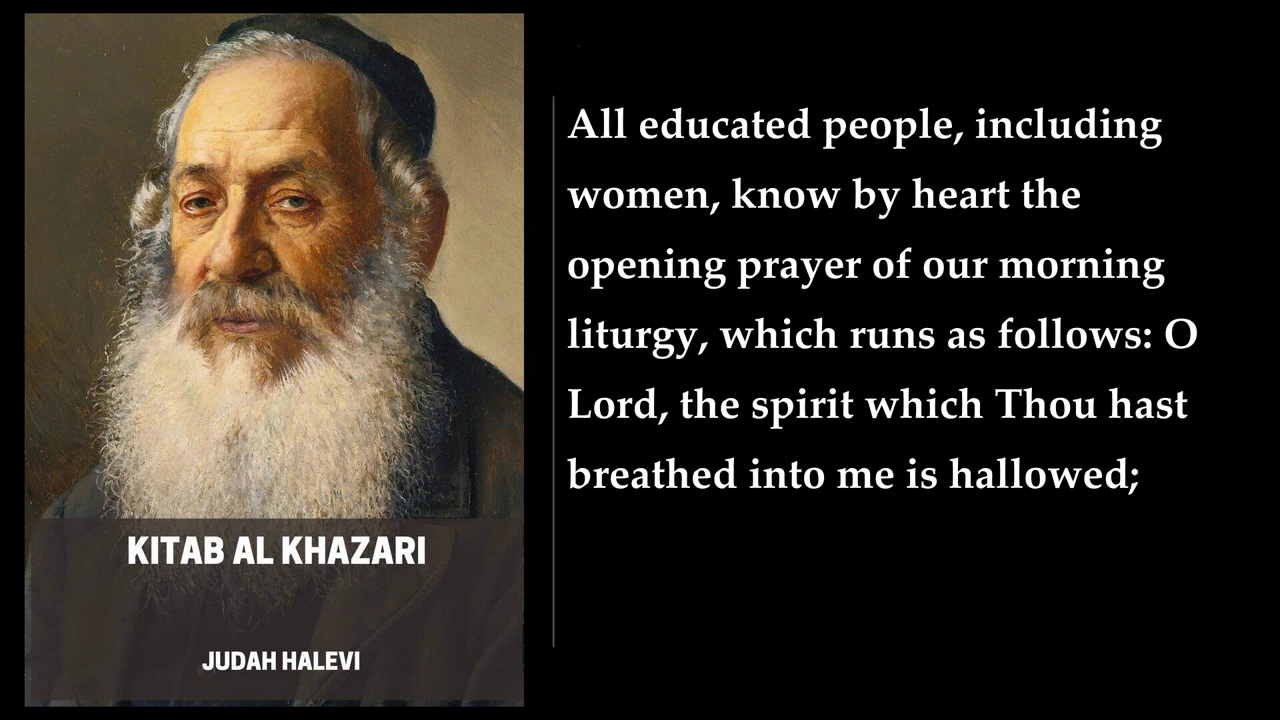 KITAB AL KHAZARI
JUDAH HALEVI
All educated people, including
women, know by heart the
opening prayer of our morning
liturgy, which runs as follows: O
Lord, the spirit which Thou hast
breathed into me is hallowed;